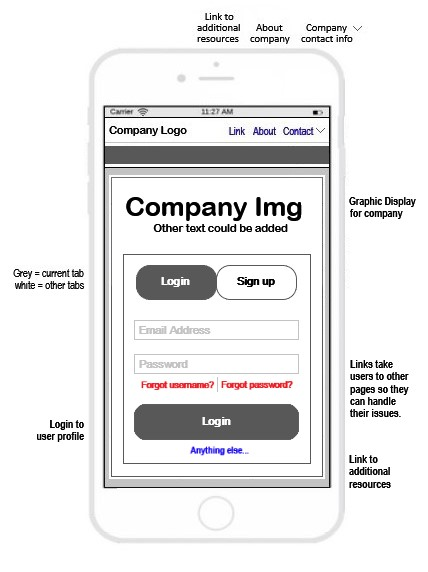 Link to
additional
resources
About
company
Company
contact info
Carrier
11:27 AM
Company Logo
Link About Contact
Company Img
Other text could be added
Graphic Display
for company
Grey = current tab
white = other tabs
Login
Sign up
Email Address
Password
Forgot username? Forgot password?
Links take
users to other
pages so they
can handle
their issues.
Login to
user profile
Login
Anything else...
Link to
additional
resources